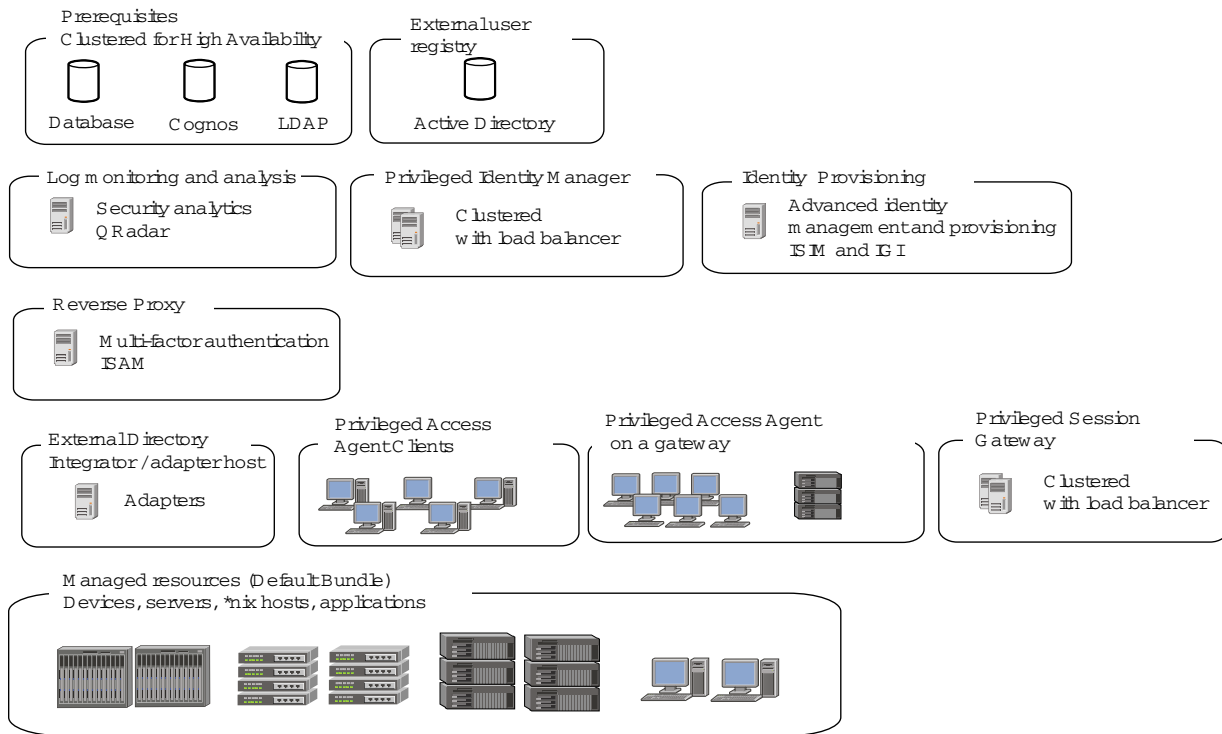 Prerequisites
Clustered for High Availability
Database
Cognos
LDAP
External user
registry
Active Directory
Log monitoring and analysis
Security analytics
QRadar
Privileged Identity Manager
Clustered
with load balancer
Identity Provisioning
Advanced identity
management and provisioning
ISIM and IGI
Reverse Proxy
Multi-factor authentication
ISAM
External Directory
Integrator / adapter host
Adapters
Privileged Access
Agent Clients
Privileged Access Agent
on a gateway
Privileged Session
Gateway
Clustered
with load balancer
Managed resources (Default Bundle)
Devices, servers, *nix hosts, applications